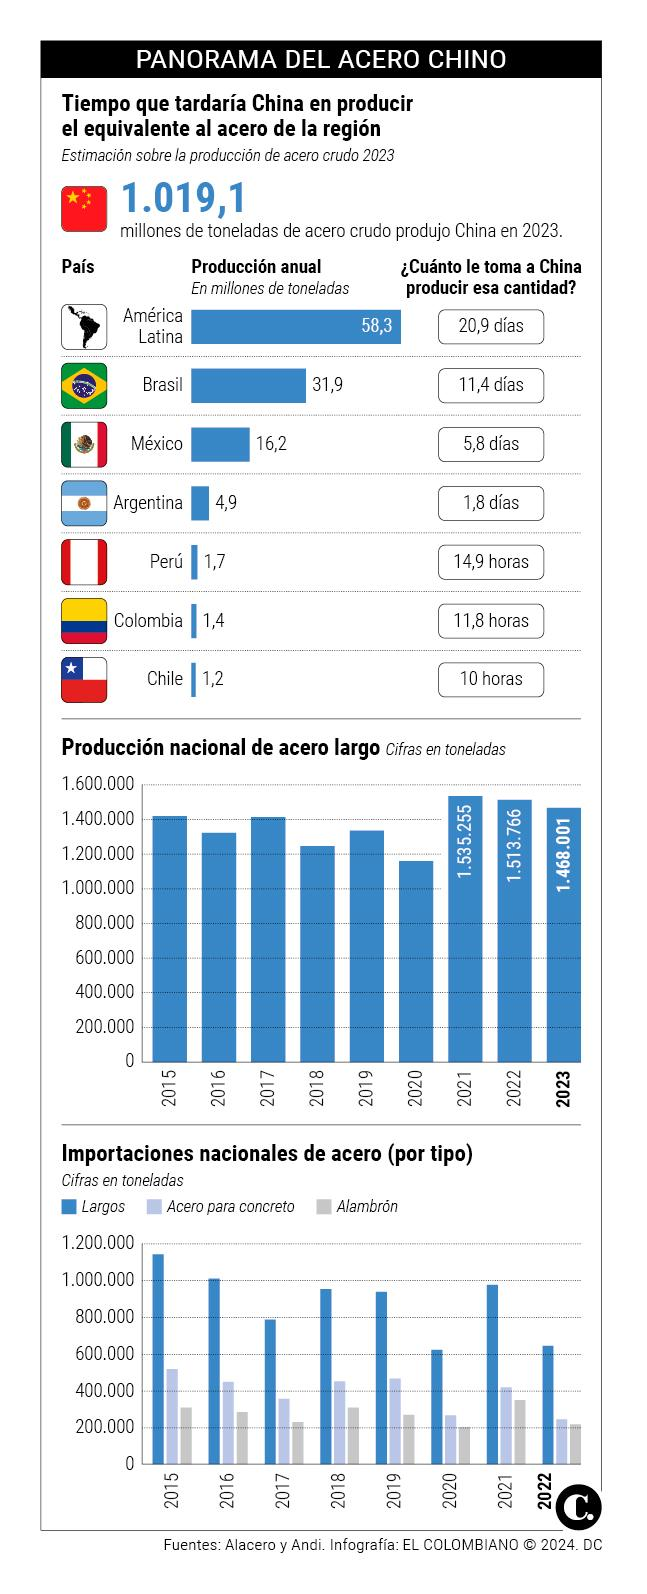 PANORAMA DEL ACERO CHINO
Tiempo que tardaría China en producir
el equivalente al acero de la región
Estimación sobre la producción de acero crudo 2023
1.019,1
millones de toneladas de acero crudo produjo China en 2023.
País Producción anual ¿Cuánto le toma a China
En millones de toneladas producir esa cantidad?
América
Latina 58,3 20,9 días
Brasil 31,9 11,4 días
México 16,2 5,8 días
Argentina 4,9 1,8 días
Perú 1,7 14,9 horas
Colombia 1,4 11,8 horas
Chile 1,2 10 horas
Producción nacional de acero largo Cifras en toneladas
1.600.000
1.400.000
1.200.000
1.000.000
800.000
600.000
400.000
200.000
0
1.535.255
1.513.766
1.468.001
2015 2016 2017 2018 2019 2020 2021 2022 2023
Importaciones nacionales de acero (por tipo)
Cifras en toneladas
Largos Acero para concreto Alambrón
1.200.000
1.000.000
800.000
600.000
400.000
200.000
0
2015 2016 2017 2018 2019 2020 2021 2022
C.
Fuentes: Alacero y Andi. Infografía: EL COLOMBIANO © 2024. DC